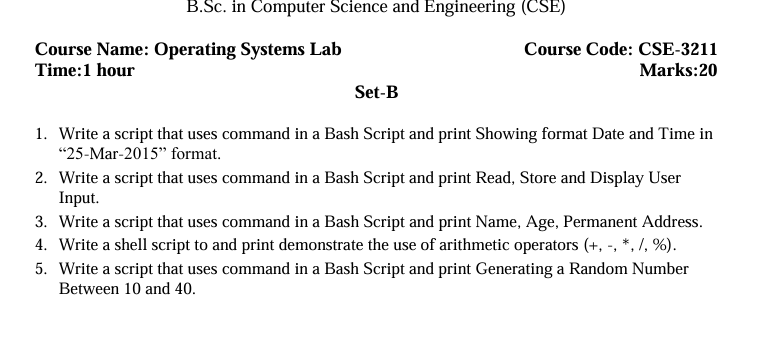 B.Sc. in Computer Science and Engineering (CSE)
Course Name: Operating Systems Lab Course Code: CSE-3211
Time:1 hour Marks:20
Set-B
1. Write a script that uses command in a Bash Script and print Showing format Date and Time in
“25-Mar-2015” format.
2. Write a script that uses command in a Bash Script and print Read, Store and Display User
Input.
3. Write a script that uses command in a Bash Script and print Name, Age, Permanent Address.
4. Write a shell script to and print demonstrate the use of arithmetic operators (+, -, *, /, %).
5. Write a script that uses command in a Bash Script and print Generating a Random Number
Between 10 and 40.